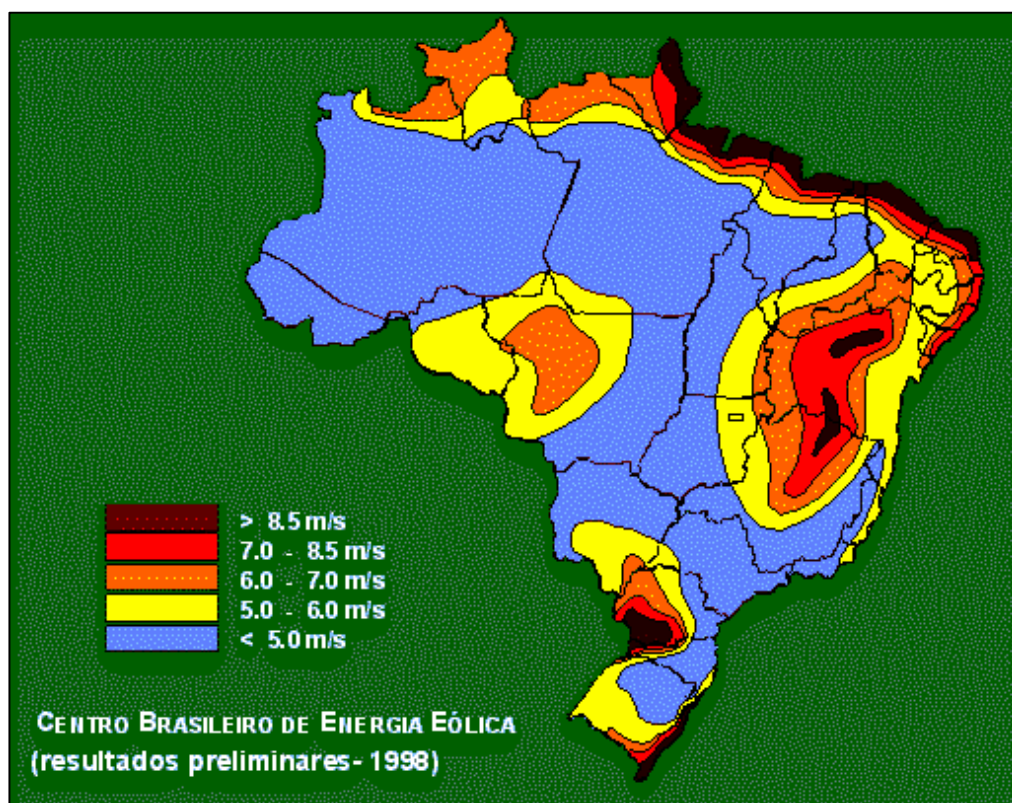 > 8.5 m/s
7.0 - 8.5 m/s
6.0 - 7.0 m/s
5.0 - 6.0 m/s
< 5.0 m/s
CENTRO BRASILEIRO DE ENERGIA EÓLICA
(resultados preliminares- 1998)